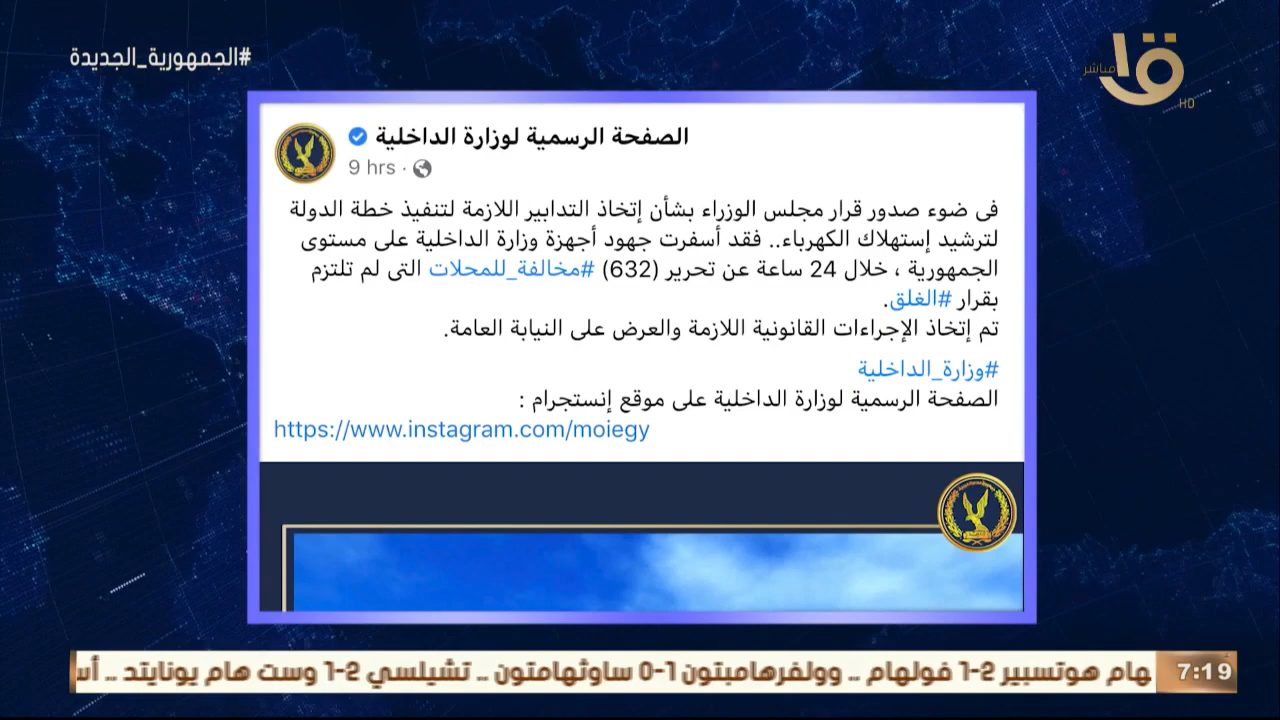 #الجمهورية_الجديدة
مباشر
HD
الصفحة الرسمية لوزارة الداخلية
9 hrs ·
فى ضوء صدور قرار مجلس الوزراء بشأن إتخاذ التدابير اللازمة لتنفيذ خطة الدولة
لترشيد إستهلاك الكهرباء.. فقد أسفرت جهود أجهزة وزارة الداخلية على مستوى
الجمهورية ، خلال 24 ساعة عن تحرير (632) #مخالفة_للمحلات التى لم تلتزم
بقرار #الغلق.
تم إتخاذ الإجراءات القانونية اللازمة والعرض على النيابة العامة.
#وزارة_الداخلية
الصفحة الرسمية لوزارة الداخلية على موقع إنستجرام :
https://www.instagram.com/moiegy
7:19
هوتسبير 2-1 فولهام .. وولفرهامبتون 1-0 ساوثهامتون .. تشيلسي 2-1 وست هام يونايتد ..